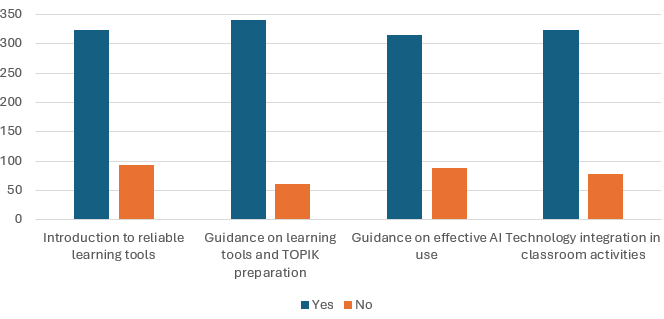 350
300
250
200
150
100
50
0
Introduction to reliable
learning tools
Guidance on learning
tools and TOPIK
preparation
Guidance on effective AI
use
Technology integration in
classroom activities
Yes No